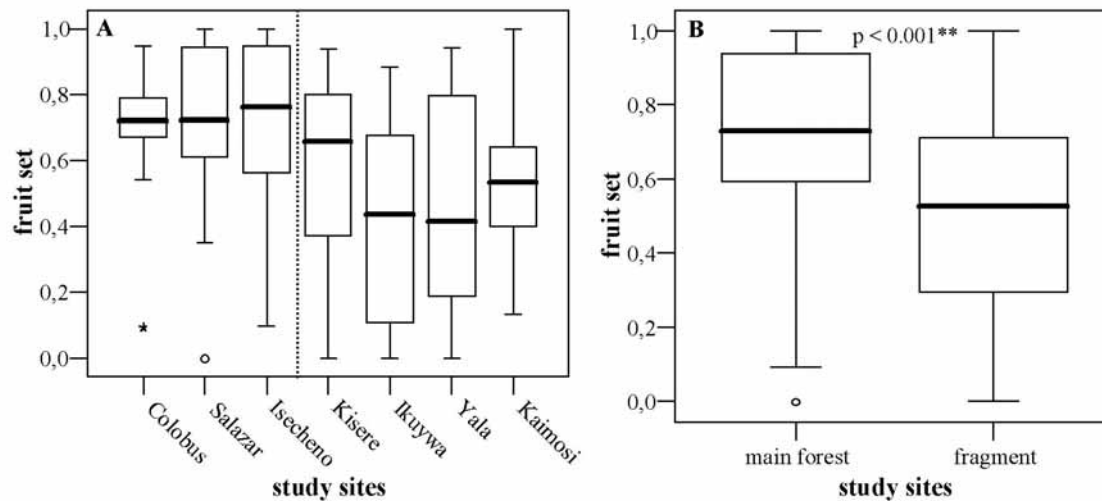 A
fruit set
1,0
0,8
0,6
0,4
0,2
0,0
*
Colobus
Salazar
Isecheno
Kisere
Ikuywa
Yala
Kaimosi
study sites
B
p < 0.001**
fruit set
1,0
0,8
0,6
0,4
0,2
0,0
main forest
fragment
study sites